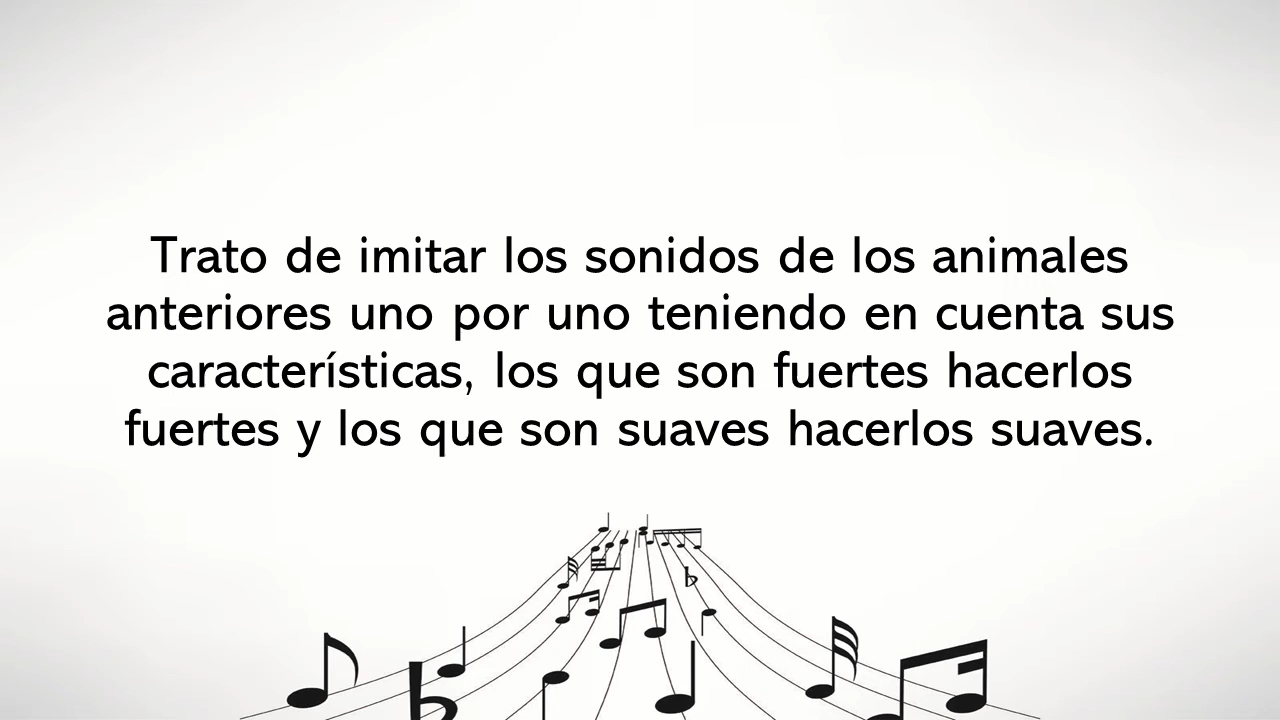 Trato de imitar los sonidos de los animales
anteriores uno por uno teniendo en cuenta sus
características, los que son fuertes hacerlos
fuertes y los que son suaves hacerlos suaves.